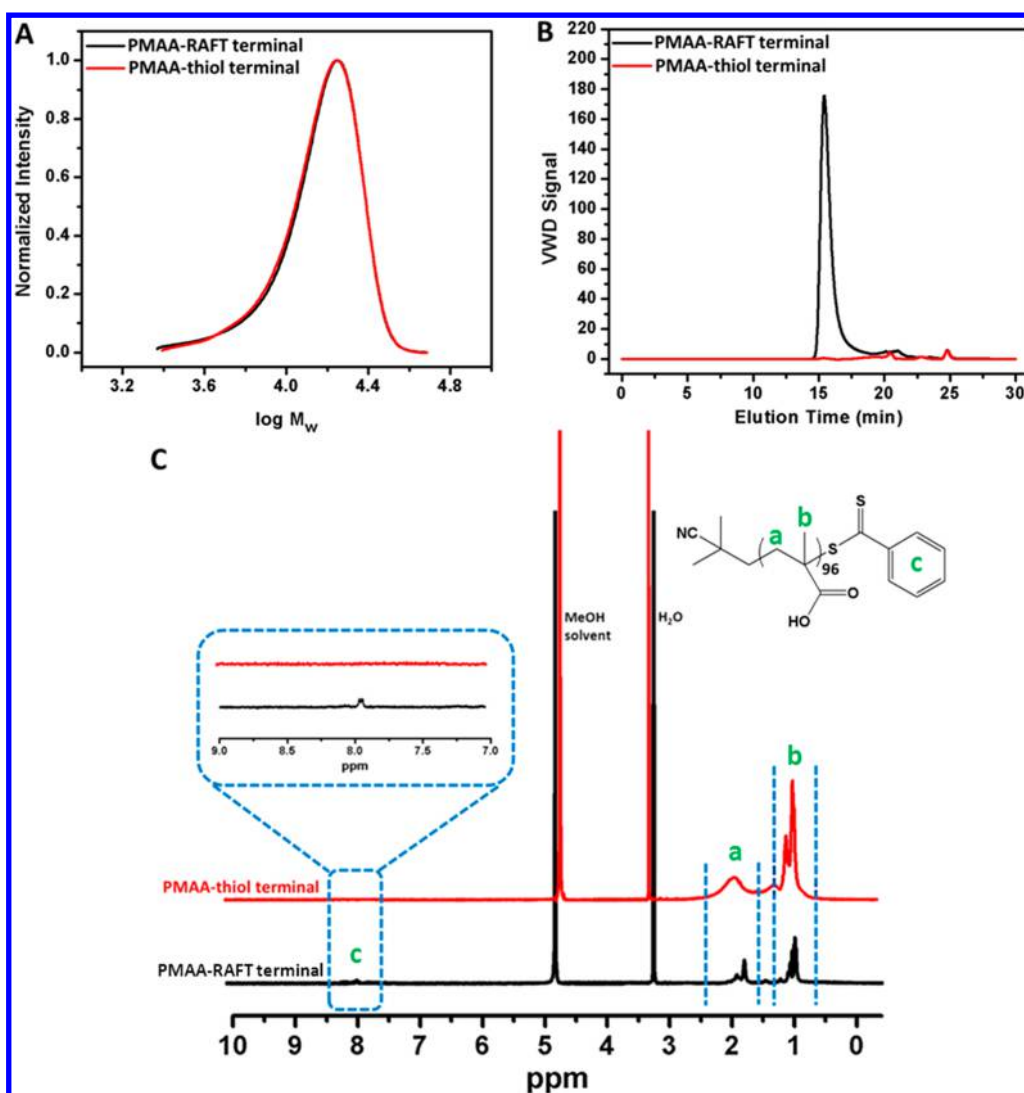 A
PMAA-RAFT terminal
PMAA-thiol terminal
Normalized Intensity
1.0
0.8
0.6
0.4
0.2
0.0
3.2 3.6 4.0 4.4 4.8
log Mw
B
PMAA-RAFT terminal
PMAA-thiol terminal
VWD Signal
220
200
180
160
140
120
100
80
60
40
20
0
0 5 10 15 20 25 30
Elution Time (min)
C
NC
a
b
96
S
S
c
HO
O
MeOH
solvent
H₂O
9.0 8.5 8.0 7.5 7.0
ppm
b
a
PMAA-thiol terminal
c
PMAA-RAFT terminal
10 9 8 7 6 5 4 3 2 1 0
ppm